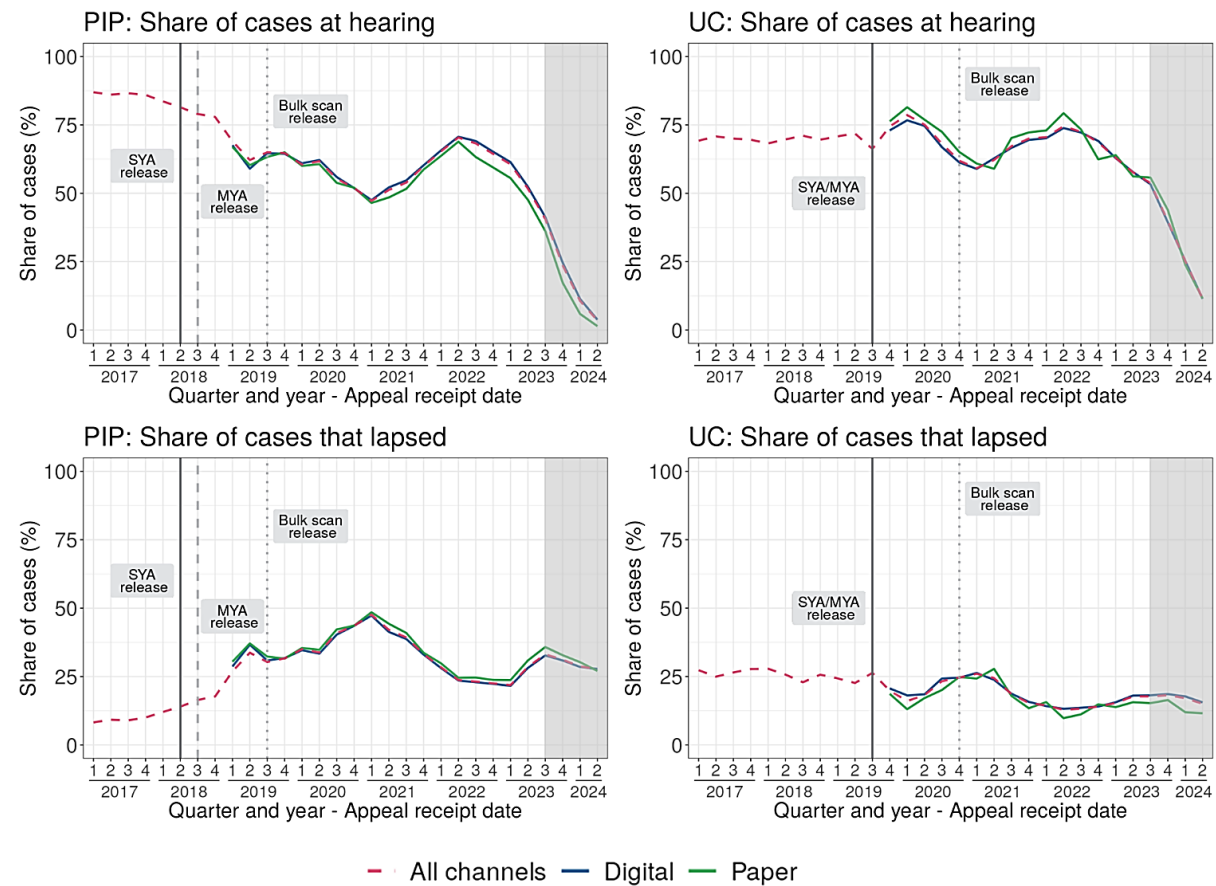 PIP: Share of cases at hearing
Share of cases (%)
100
75
50
25
0
SYA
release
MYA
release
Bulk scan
release
1 2 3 4 1 2 3 4 1 2 3 4 1 2 3 4 1 2 3 4 1 2 3 4 1 2 3 4 1 2
2017 2018 2019 2020 2021 2022 2023 2024
Quarter and year - Appeal receipt date
UC: Share of cases at hearing
Share of cases (%)
100
75
50
25
0
SYA/MYA
release
Bulk scan
release
1 2 3 4 1 2 3 4 1 2 3 4 1 2 3 4 1 2 3 4 1 2 3 4 1 2 3 4 1 2
2017 2018 2019 2020 2021 2022 2023 2024
Quarter and year - Appeal receipt date
PIP: Share of cases that lapsed
Share of cases (%)
100
75
50
25
0
SYA
release
MYA
release
Bulk scan
release
1 2 3 4 1 2 3 4 1 2 3 4 1 2 3 4 1 2 3 4 1 2 3 4 1 2 3 4 1 2
2017 2018 2019 2020 2021 2022 2023 2024
Quarter and year - Appeal receipt date
UC: Share of cases that lapsed
Share of cases (%)
100
75
50
25
0
SYA/MYA
release
Bulk scan
release
1 2 3 4 1 2 3 4 1 2 3 4 1 2 3 4 1 2 3 4 1 2 3 4 1 2 3 4 1 2
2017 2018 2019 2020 2021 2022 2023 2024
Quarter and year - Appeal receipt date
All channels Digital Paper